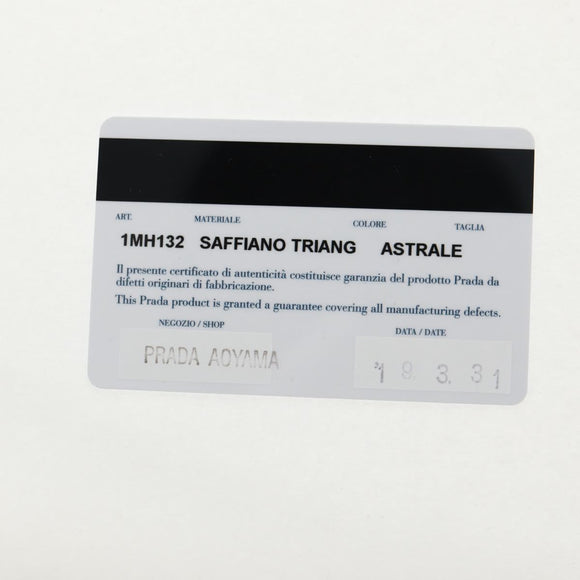 ART. MATERIALE COLORE TAGLIA
1MH132 SAFFIANO TRIANG ASTRALE
Il presente certificato di autenticità costituisce garanzia del prodotto Prada da
difetti originari di fabbricazione.
This Prada product is granted a guarantee covering all manufacturing defects.
NEGOZIO / SHOP DATA / DATE
PRADA AOYAMA '19. 3. 31